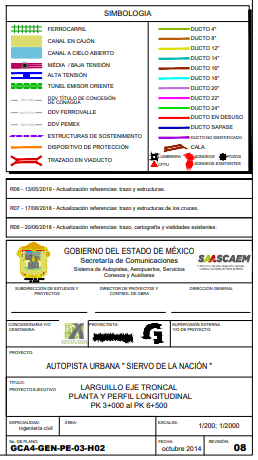 SIMBOLOGIA
FERROCARRIL
CANAL EN CAJÓN
CANAL A CIELO ABIERTO
MÉDIA / BAJA TENSIÓN
ALTA TENSIÓN
TÚNEL EMISOR ORIENTE
DDV TÍTULO DE CONCESIÓN
DE CONAGUA
DDV FERROVALLE
DDV PEMEX
ESTRUCTURAS DE SOSTENIMIENTO
DISPOSITIVO DE PROTECCIÓN
TRAZADO EN VIADUCTO
DUCTO 4"
DUCTO 8"
DUCTO 12"
DUCTO 14"
DUCTO 16"
DUCTO 18"
DUCTO 20"
DUCTO 22"
DUCTO 24"
DUCTO EN DESUSO
DUCTO SAPASE
DUCTO NO IDENTIFICADO
CALA
LUMBRERA
SONDEOS
POZOS
CPTU
SONDEOS EXISTENTES
R08 - 13/05/2019 - Actualización referencias: trazo y estructuras.
R07 - 17/08/2018 - Actualización referencias: trazo y estructuras de los cruces.
R06 - 20/06/2018 - Actualización referencias: trazo, cartografía y vialidades existentes.
GOBIERNO DEL ESTADO DE MÉXICO
Secretaría de Comunicaciones
Sistema de Autopistas, Aeropuertos, Servicios
Conexos y Auxiliares
SAASCAEM
SUBDIRECCIÓN DE ESTUDIOS Y
PROYECTOS
DIRECTOR DE PROYECTOS Y
CONTROL DE OBRA
DIRECCIÓN GENERAL
CONCESIONARIA Y/O
CESIONARIA
PROYECTISTA:
SUPERVISIÓN EXTERNA
Y/O DE PROYECTO
PROYECTO:
AUTOPISTA URBANA " SIERVO DE LA NACIÓN "
TÍTULO:
PROYECTO EJECUTIVO
LARGUILLO EJE TRONCAL
PLANTA Y PERFIL LONGITUDINAL
PK 3+000 al PK 6+500
ESPECIALIDAD:
ingeniería civil
ÁREA:
ESCALAS:
1/200; 1/2000
No. DE PLANO:
GCA4-GEN-PE-03-H02
FECHA:
octubre 2014
REVISIÓN:
08